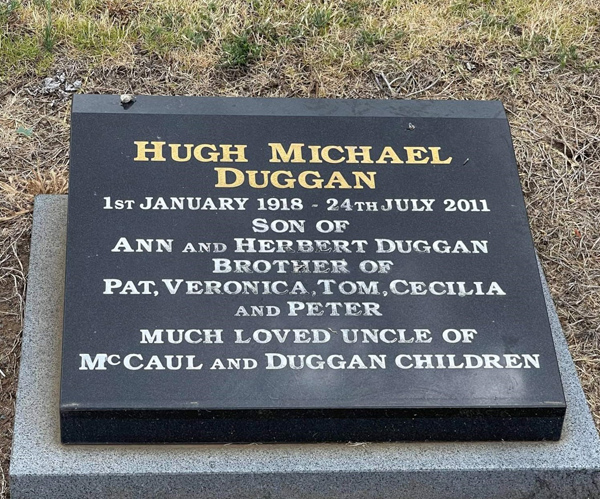 HUGH MICHAEL
DUGGAN
1ST JANUARY 1918 - 24TH JULY 2011
SON OF
ANN AND HERBERT DUGGAN
BROTHER OF
PAT, VERONICA, TOM, CECILIA
AND PETER
MUCH LOVED UNCLE OF
McCAUL AND DUGGAN CHILDREN